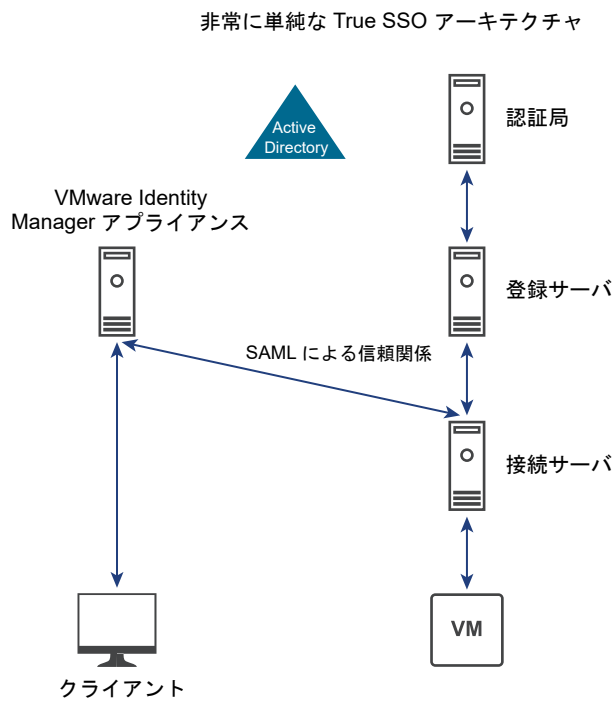 非常に単純な True SSO アーキテクチャ
Active
Directory
認証局
VMware Identity
Manager アプライアンス
登録サーバ
SAML による信頼関係
接続サーバ
VM
クライアント